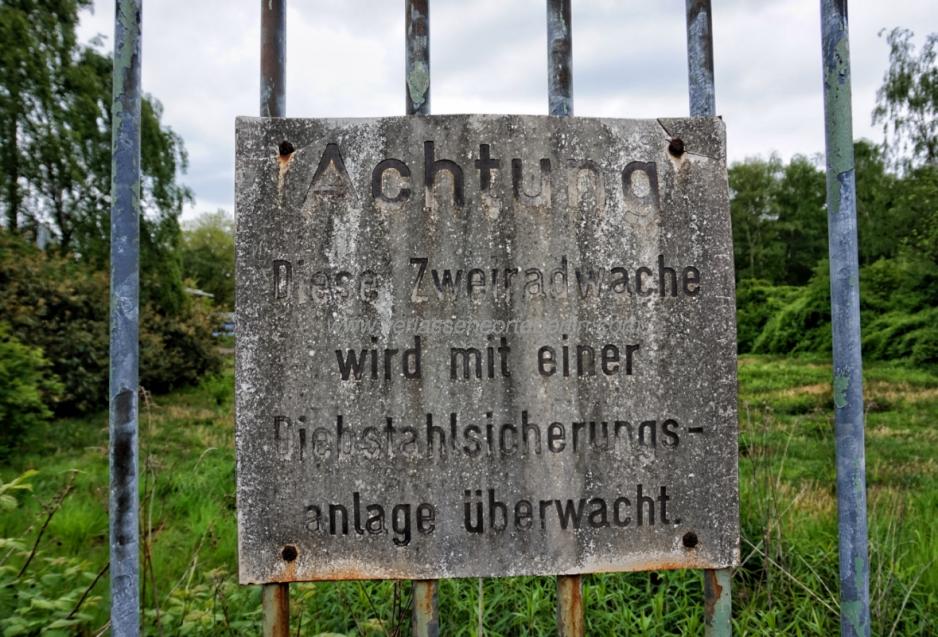 Achtung
Diese Zweiradwache
wird mit einer
Diebstahlsicherungs-
anlage überwacht.